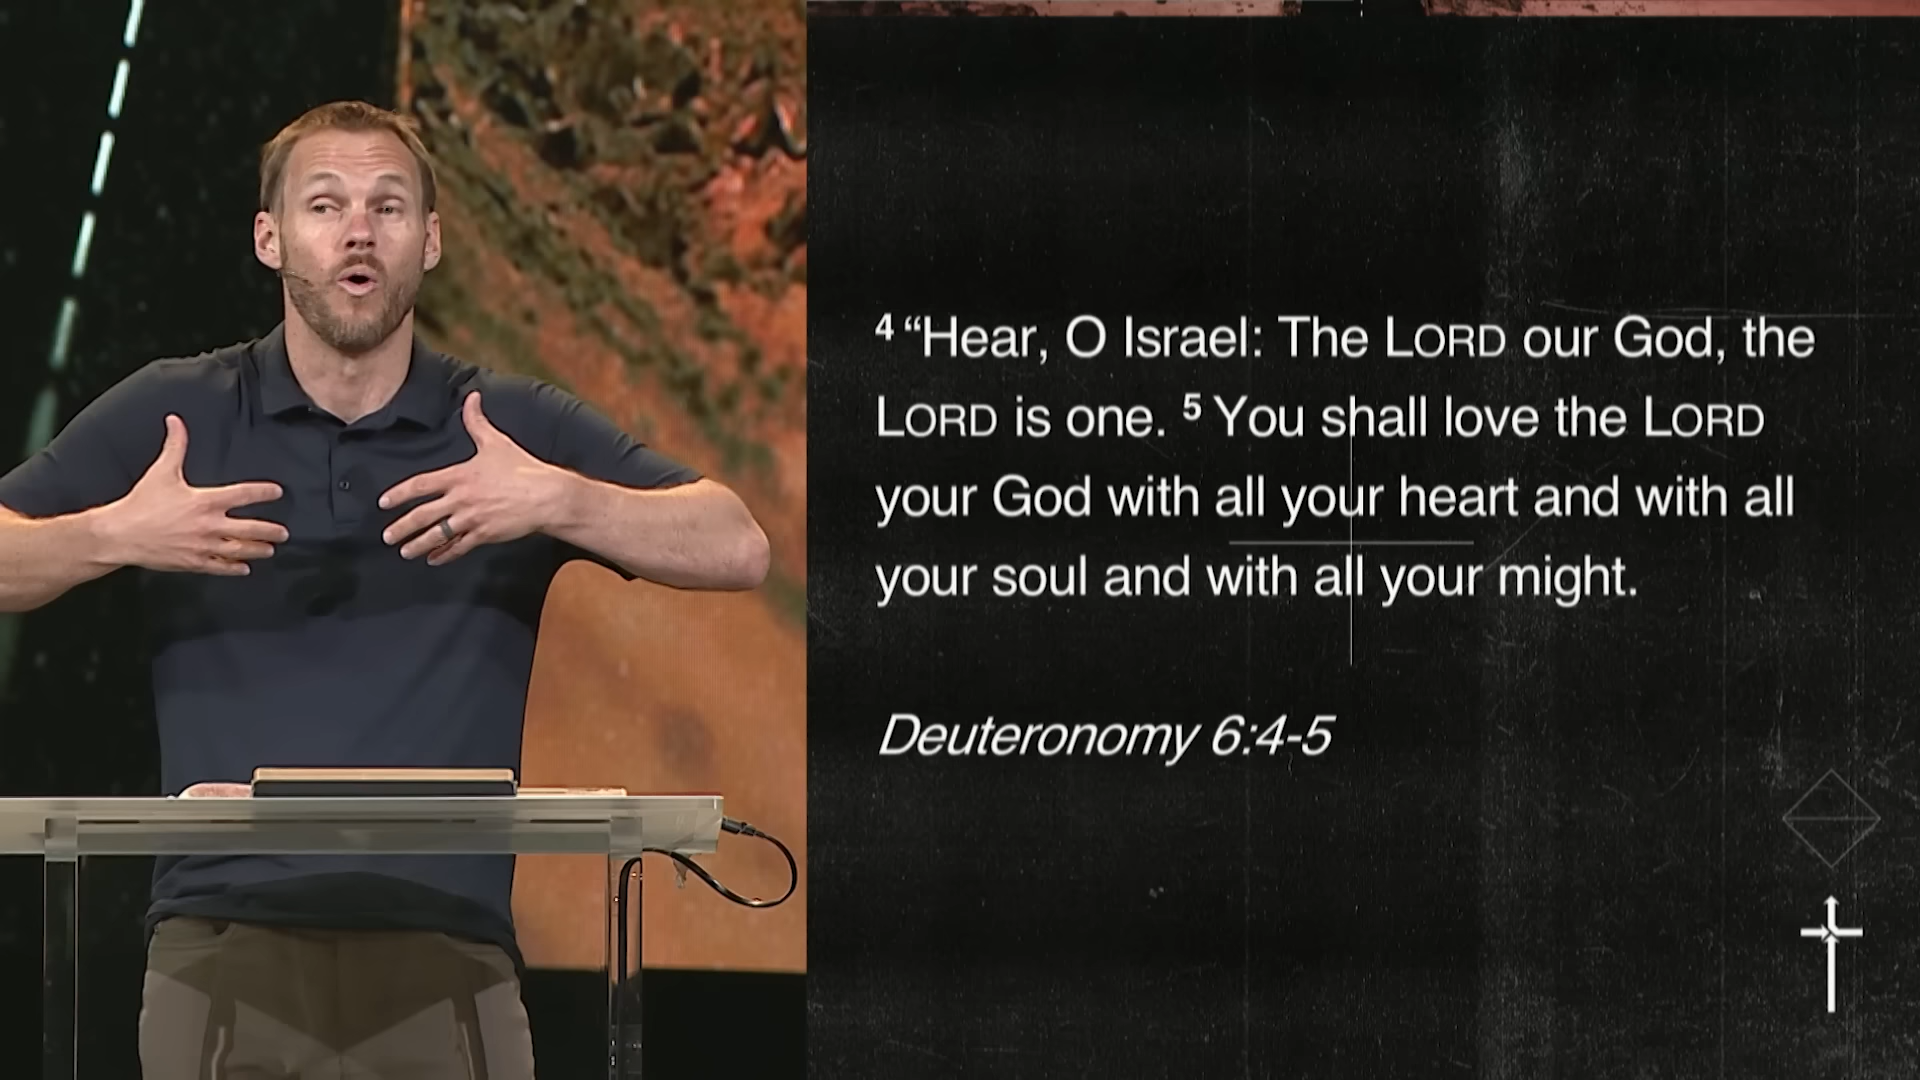 4 “Hear, O Israel: The LORD our God, the
LORD is one. 5 You shall love the LORD
your God with all your heart and with all
your soul and with all your might.
Deuteronomy 6:4-5